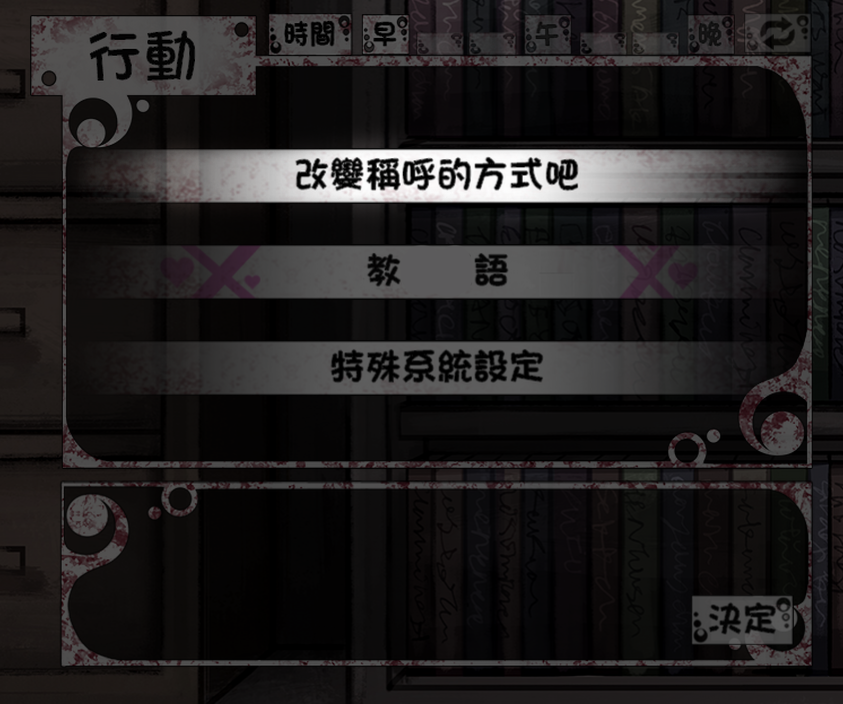 行動
時間 早 午 晚
改變稱呼的方式吧
教 語
特殊系統設定
決定